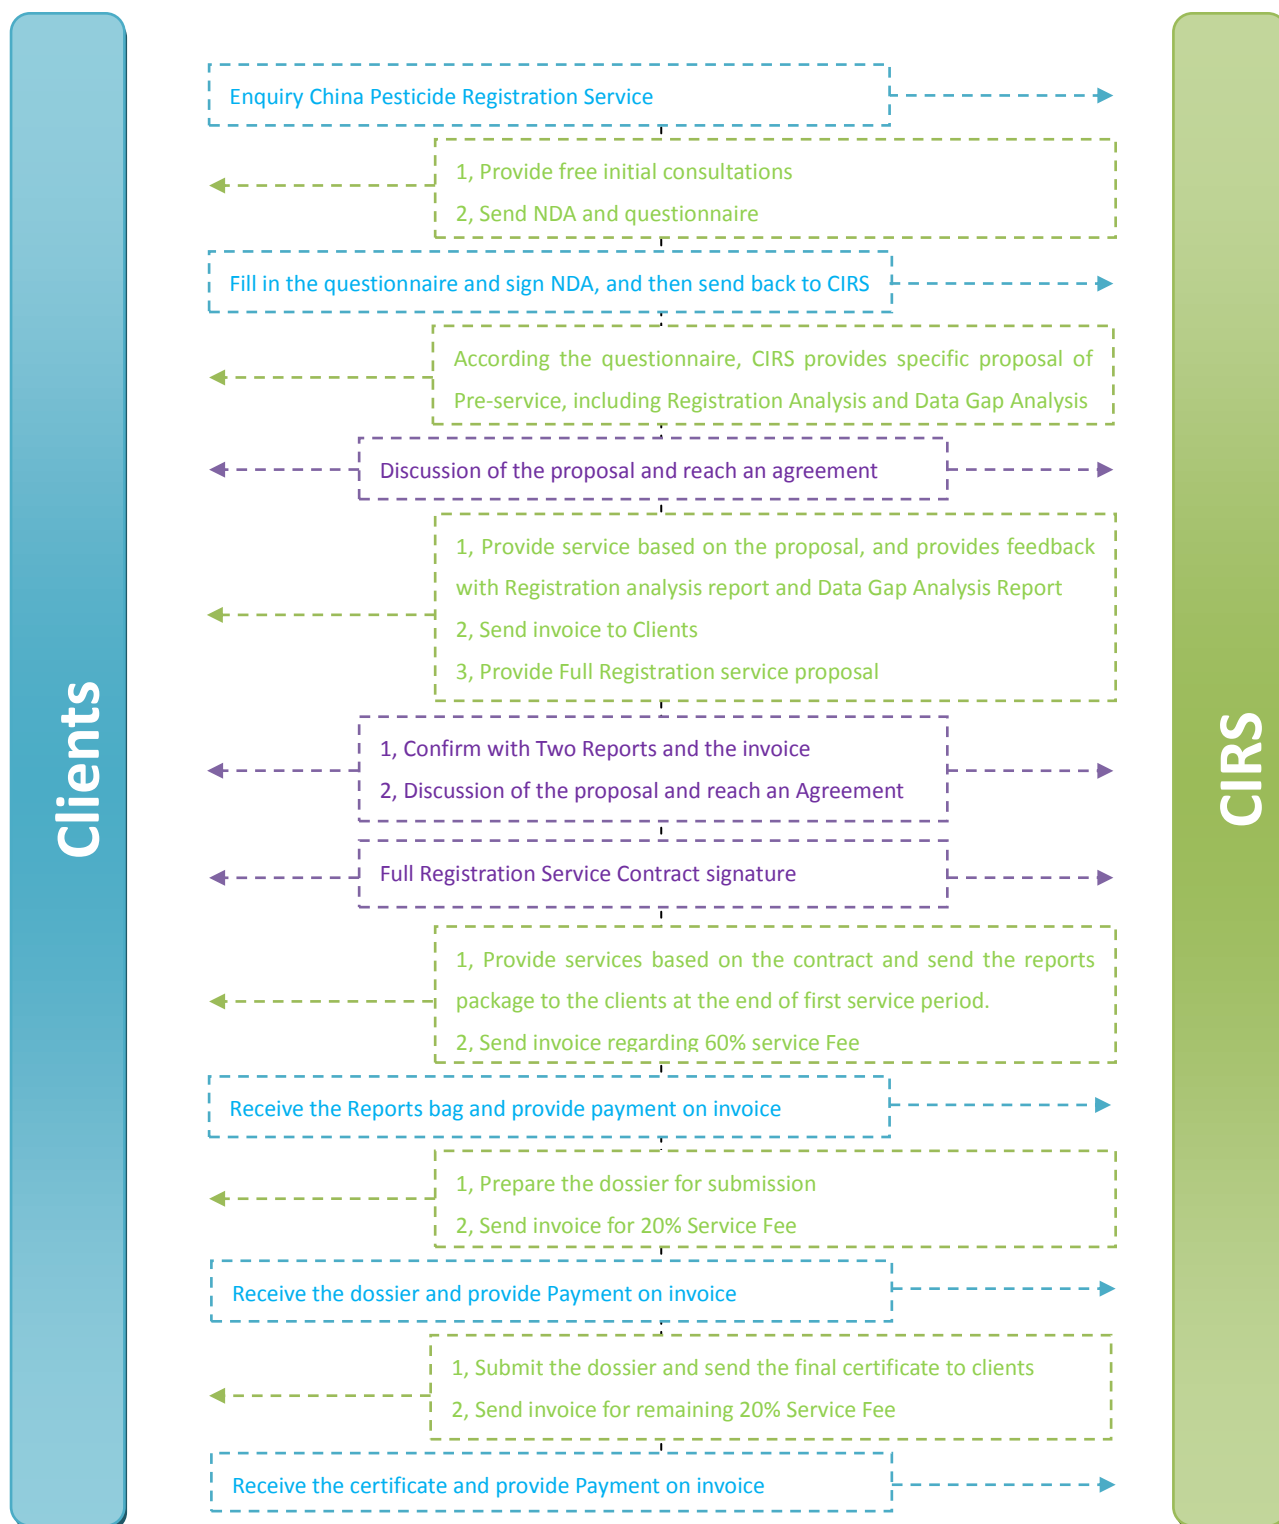 Clients
Enquiry China Pesticide Registration Service
1, Provide free initial consultations
2, Send NDA and questionnaire
Fill in the questionnaire and sign NDA, and then send back to CIRS
According the questionnaire, CIRS provides specific proposal of
Pre-service, including Registration Analysis and Data Gap Analysis
Discussion of the proposal and reach an agreement
1, Provide service based on the proposal, and provides feedback
with Registration analysis report and Data Gap Analysis Report
2, Send invoice to Clients
3, Provide Full Registration service proposal
1, Confirm with Two Reports and the invoice
2, Discussion of the proposal and reach an Agreement
Full Registration Service Contract signature
1, Provide services based on the contract and send the reports
package to the clients at the end of first service period.
2, Send invoice regarding 60% service Fee
Receive the Reports bag and provide payment on invoice
1, Prepare the dossier for submission
2, Send invoice for 20% Service Fee
Receive the dossier and provide Payment on invoice
1, Submit the dossier and send the final certificate to clients
2, Send invoice for remaining 20% Service Fee
Receive the certificate and provide Payment on invoice
CIRS